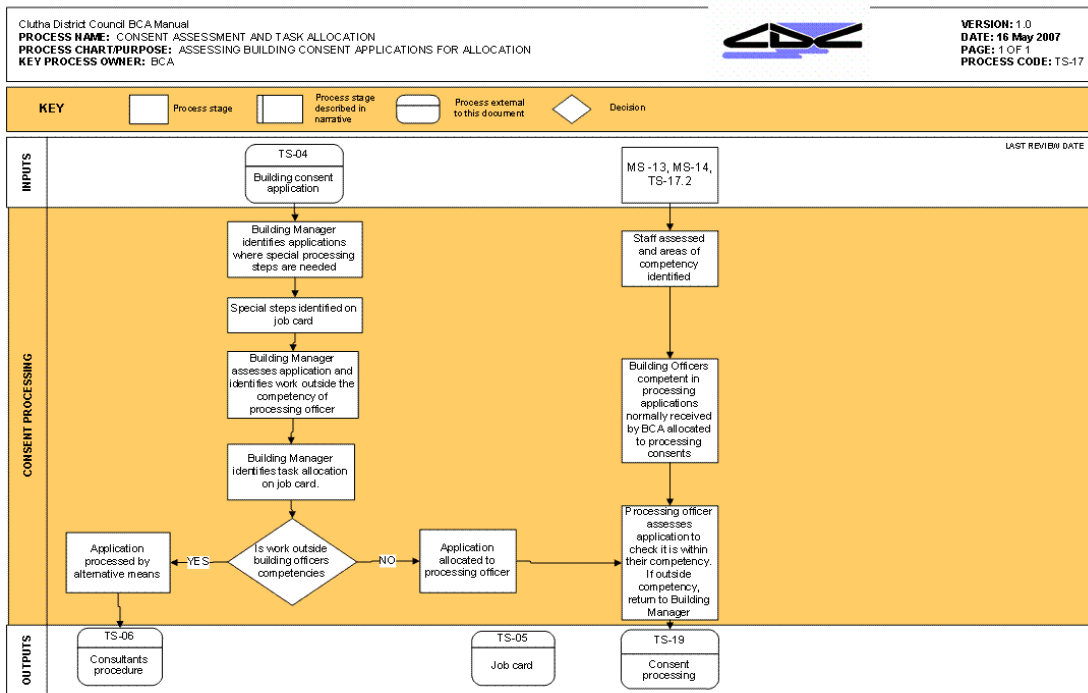 Clutha District Council BCA Manual
PROCESS NAME: CONSENT ASSESSMENT AND TASK ALLOCATION
PROCESS CHART/PURPOSE: ASSESSING BUILDING CONSENT APPLICATIONS FOR ALLOCATION
KEY PROCESS OWNER: BCA
CDC
VERSION: 1.0
DATE: 16 May 2007
PAGE: 1 OF 1
PROCESS CODE: TS-17
KEY
Process stage
Process stage
described in
narrative
Process external
to this document
Decision
LAST REVIEW DATE
INPUTS
TS-04
Building consent
application
MS -13, MS-14,
TS-17.2
CONSENT PROCESSING
Building Manager
identifies applications
where special processing
steps are needed
Special steps identified on
job card
Building Manager
assesses application and
identifies work outside the
competency of
processing officer
Building Manager
identifies task allocation
on job card.
Is work outside
building officers
competencies
YES
Application
processed by
alternative means
NO
Application
allocated to
processing officer
Staff assessed
and areas of
competency
identified
Building Officers
competent in
processing
applications
normally received
by BCA allocated
to processing
consents
Processing officer
assesses
application to
check it is within
their competency.
If outside
competency,
return to Building
Manager
OUTPUTS
TS-06
Consultants
procedure
TS-05
Job card
TS-19
Consent
processing